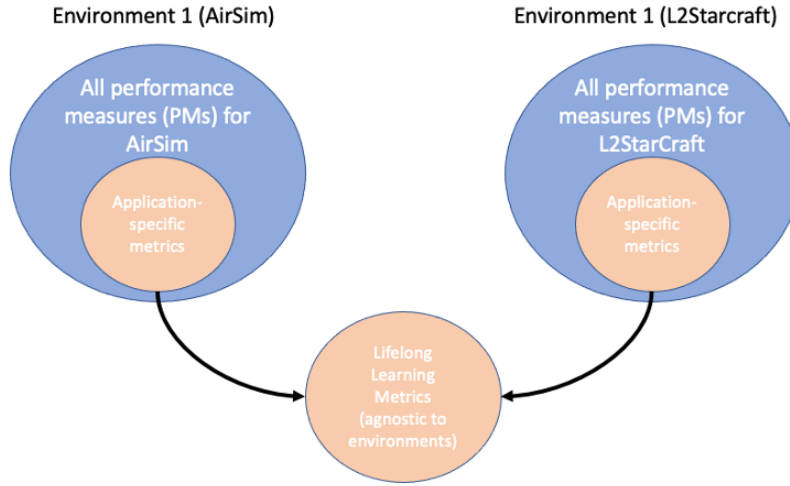 Environment 1 (AirSim)
Environment 1 (L2Starcraft)
All performance
measures (PMs) for
AirSim
Application-
specific
metrics
All performance
measures (PMs) for
L2StarCraft
Application-
specific
metrics
Lifelong
Learning
Metrics
(agnostic to
environments)